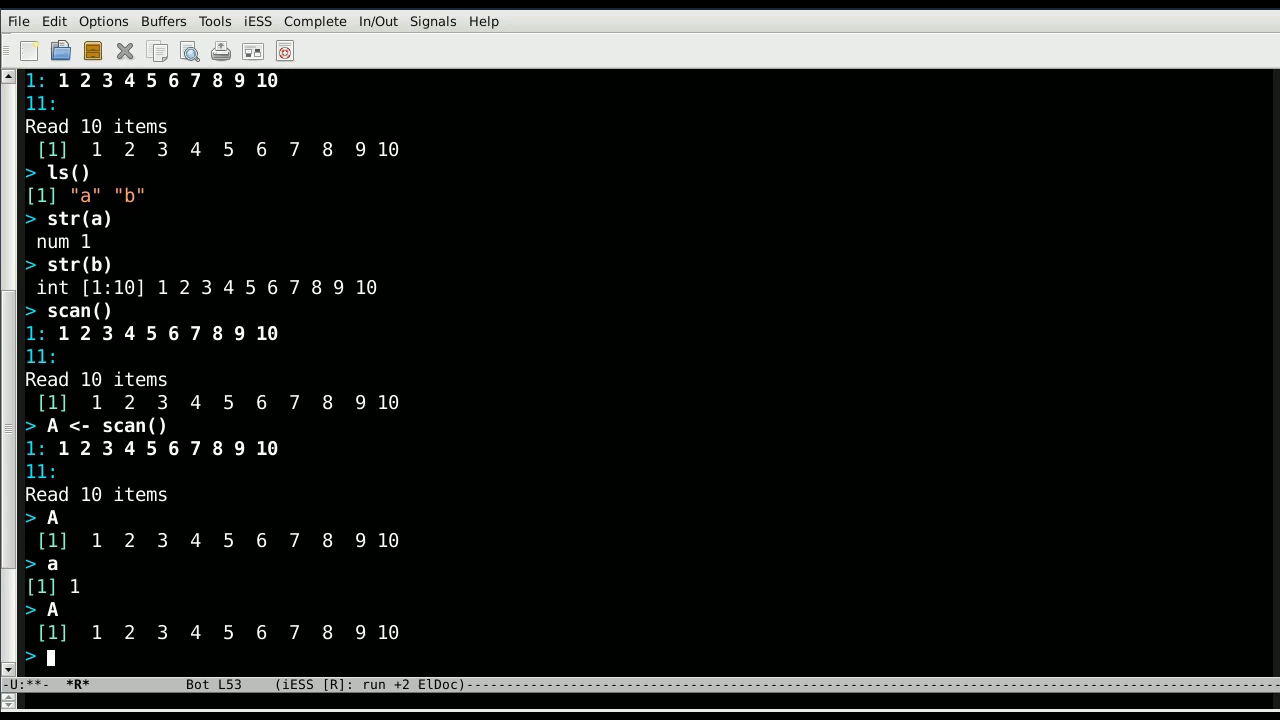 File Edit Options Buffers Tools iESS Complete In/Out Signals Help
1: 1 2 3 4 5 6 7 8 9 10
11:
Read 10 items
 [1]  1  2  3  4  5  6  7  8  9 10
> ls()
[1] "a" "b"
> str(a)
 num 1
> str(b)
 int [1:10] 1 2 3 4 5 6 7 8 9 10
> scan()
1: 1 2 3 4 5 6 7 8 9 10
11:
Read 10 items
 [1]  1  2  3  4  5  6  7  8  9 10
> A <- scan()
1: 1 2 3 4 5 6 7 8 9 10
11:
Read 10 items
> A
 [1]  1  2  3  4  5  6  7  8  9 10
> a
[1] 1
> A
 [1]  1  2  3  4  5  6  7  8  9 10
>
-U:**-  *R*          Bot L53    (iESS [R]: run +2 ElDoc)--------------------------------------------------------------------------